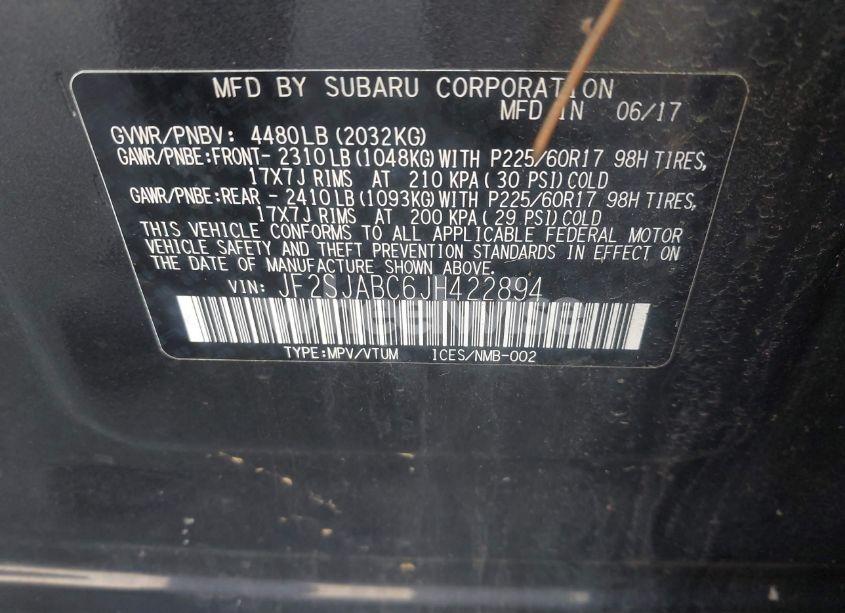 MFD BY SUBARU CORPORATION
MFD IN 06/17
GVWR/PNBV: 4480LB (2032KG)
GAWR/PNBE:FRONT- 2310LB (1048KG) WITH P225/60R17 98H TIRES,
17X7J RIMS AT 210 KPA ( 30 PSI) COLD
GAWR/PNBE:REAR - 2410LB (1093KG) WITH P225/60R17 98H TIRES,
17X7J RIMS AT 200 KPA ( 29 PSI) COLD
THIS VEHICLE CONFORMS TO ALL APPLICABLE FEDERAL MOTOR
VEHICLE SAFETY AND THEFT PREVENTION STANDARDS IN EFFECT ON
THE DATE OF MANUFACTURE SHOWN ABOVE.
VIN: JF2SJABC6JH422894
TYPE:MPV/VTUM ICES/NMB-002